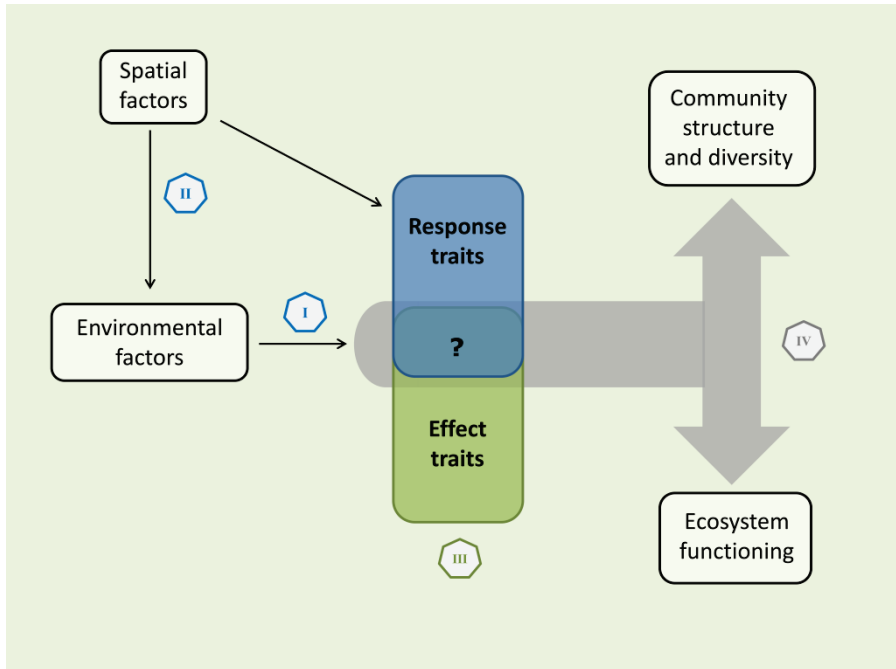 Spatial
factors
II
Environmental
factors
I
Response
traits
?
Effect
traits
III
Community
structure
and diversity
IV
Ecosystem
functioning